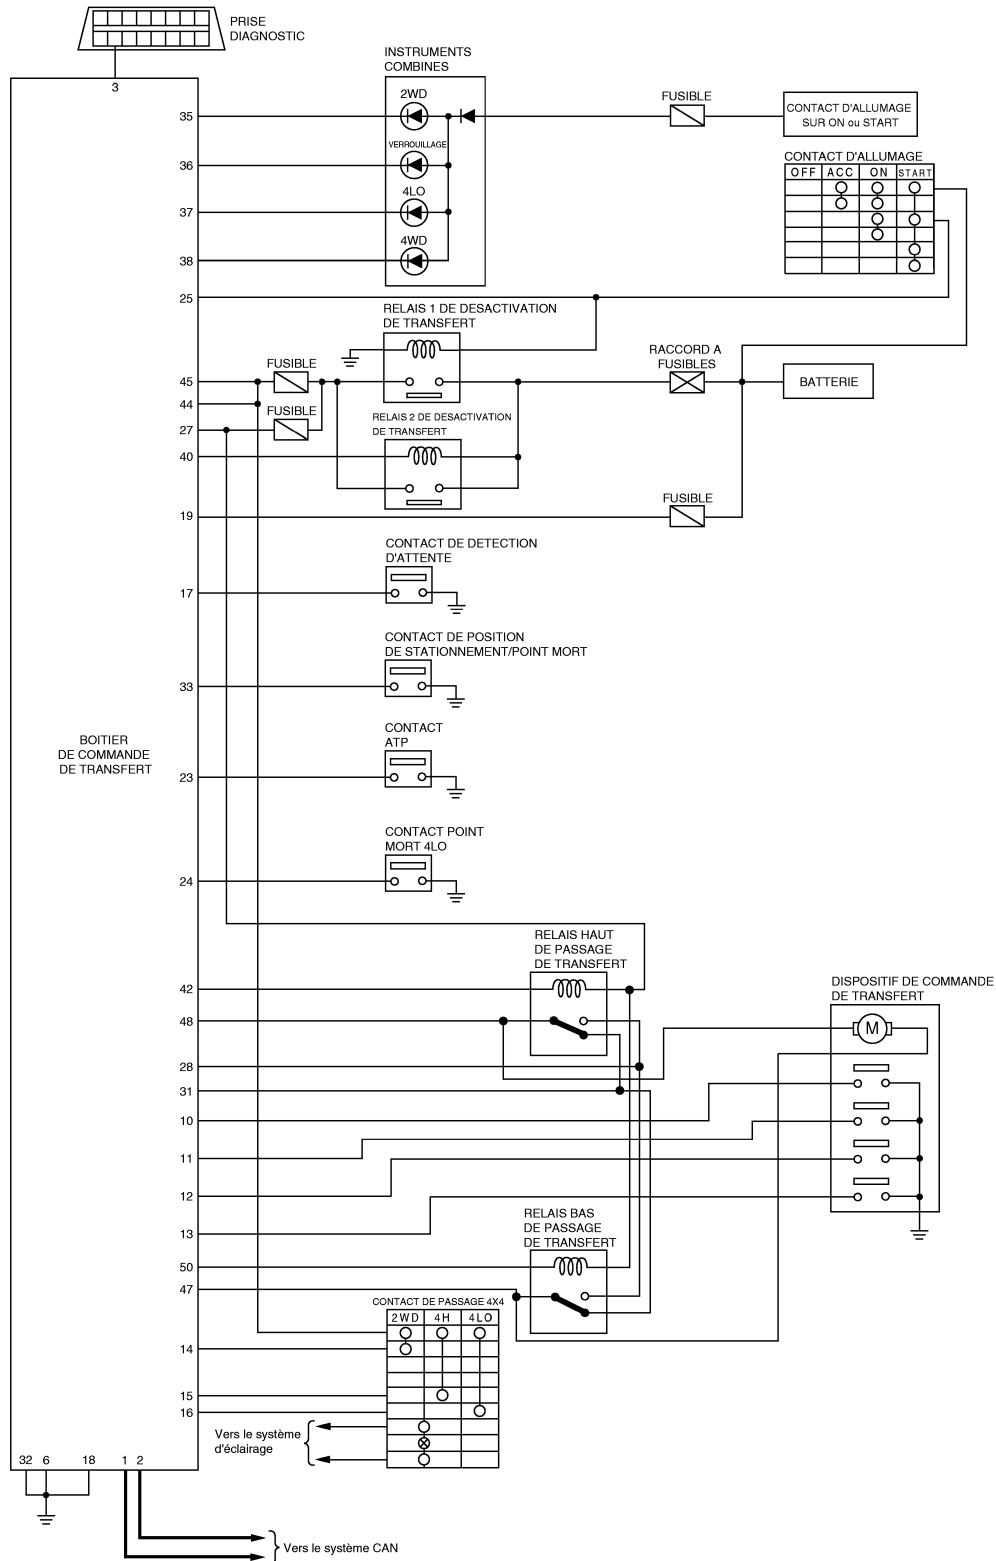 PRISE
DIAGNOSTIC
3
INSTRUMENTS
COMBINES
2WD
VERROUILLAGE
4LO
4WD
FUSIBLE
CONTACT D'ALLUMAGE
SUR ON ou START
CONTACT D'ALLUMAGE
OFF ACC ON START
35
36
37
38
25
RELAIS 1 DE DESACTIVATION
DE TRANSFERT
FUSIBLE
RACCORD A
FUSIBLES
BATTERIE
45
44
FUSIBLE
27
RELAIS 2 DE DESACTIVATION
DE TRANSFERT
40
FUSIBLE
19
CONTACT DE DETECTION
D'ATTENTE
17
CONTACT DE POSITION
DE STATIONNEMENT/POINT MORT
33
BOITIER
DE COMMANDE
DE TRANSFERT
CONTACT
ATP
23
CONTACT POINT
MORT 4LO
24
RELAIS HAUT
DE PASSAGE
DE TRANSFERT
DISPOSITIF DE COMMANDE
DE TRANSFERT
M
42
48
28
31
10
11
12
13
RELAIS BAS
DE PASSAGE
DE TRANSFERT
50
47
CONTACT DE PASSAGE 4X4
2WD 4H 4LO
14
15
16
Vers le système
d'éclairage
32 6 18 1 2
Vers le système CAN